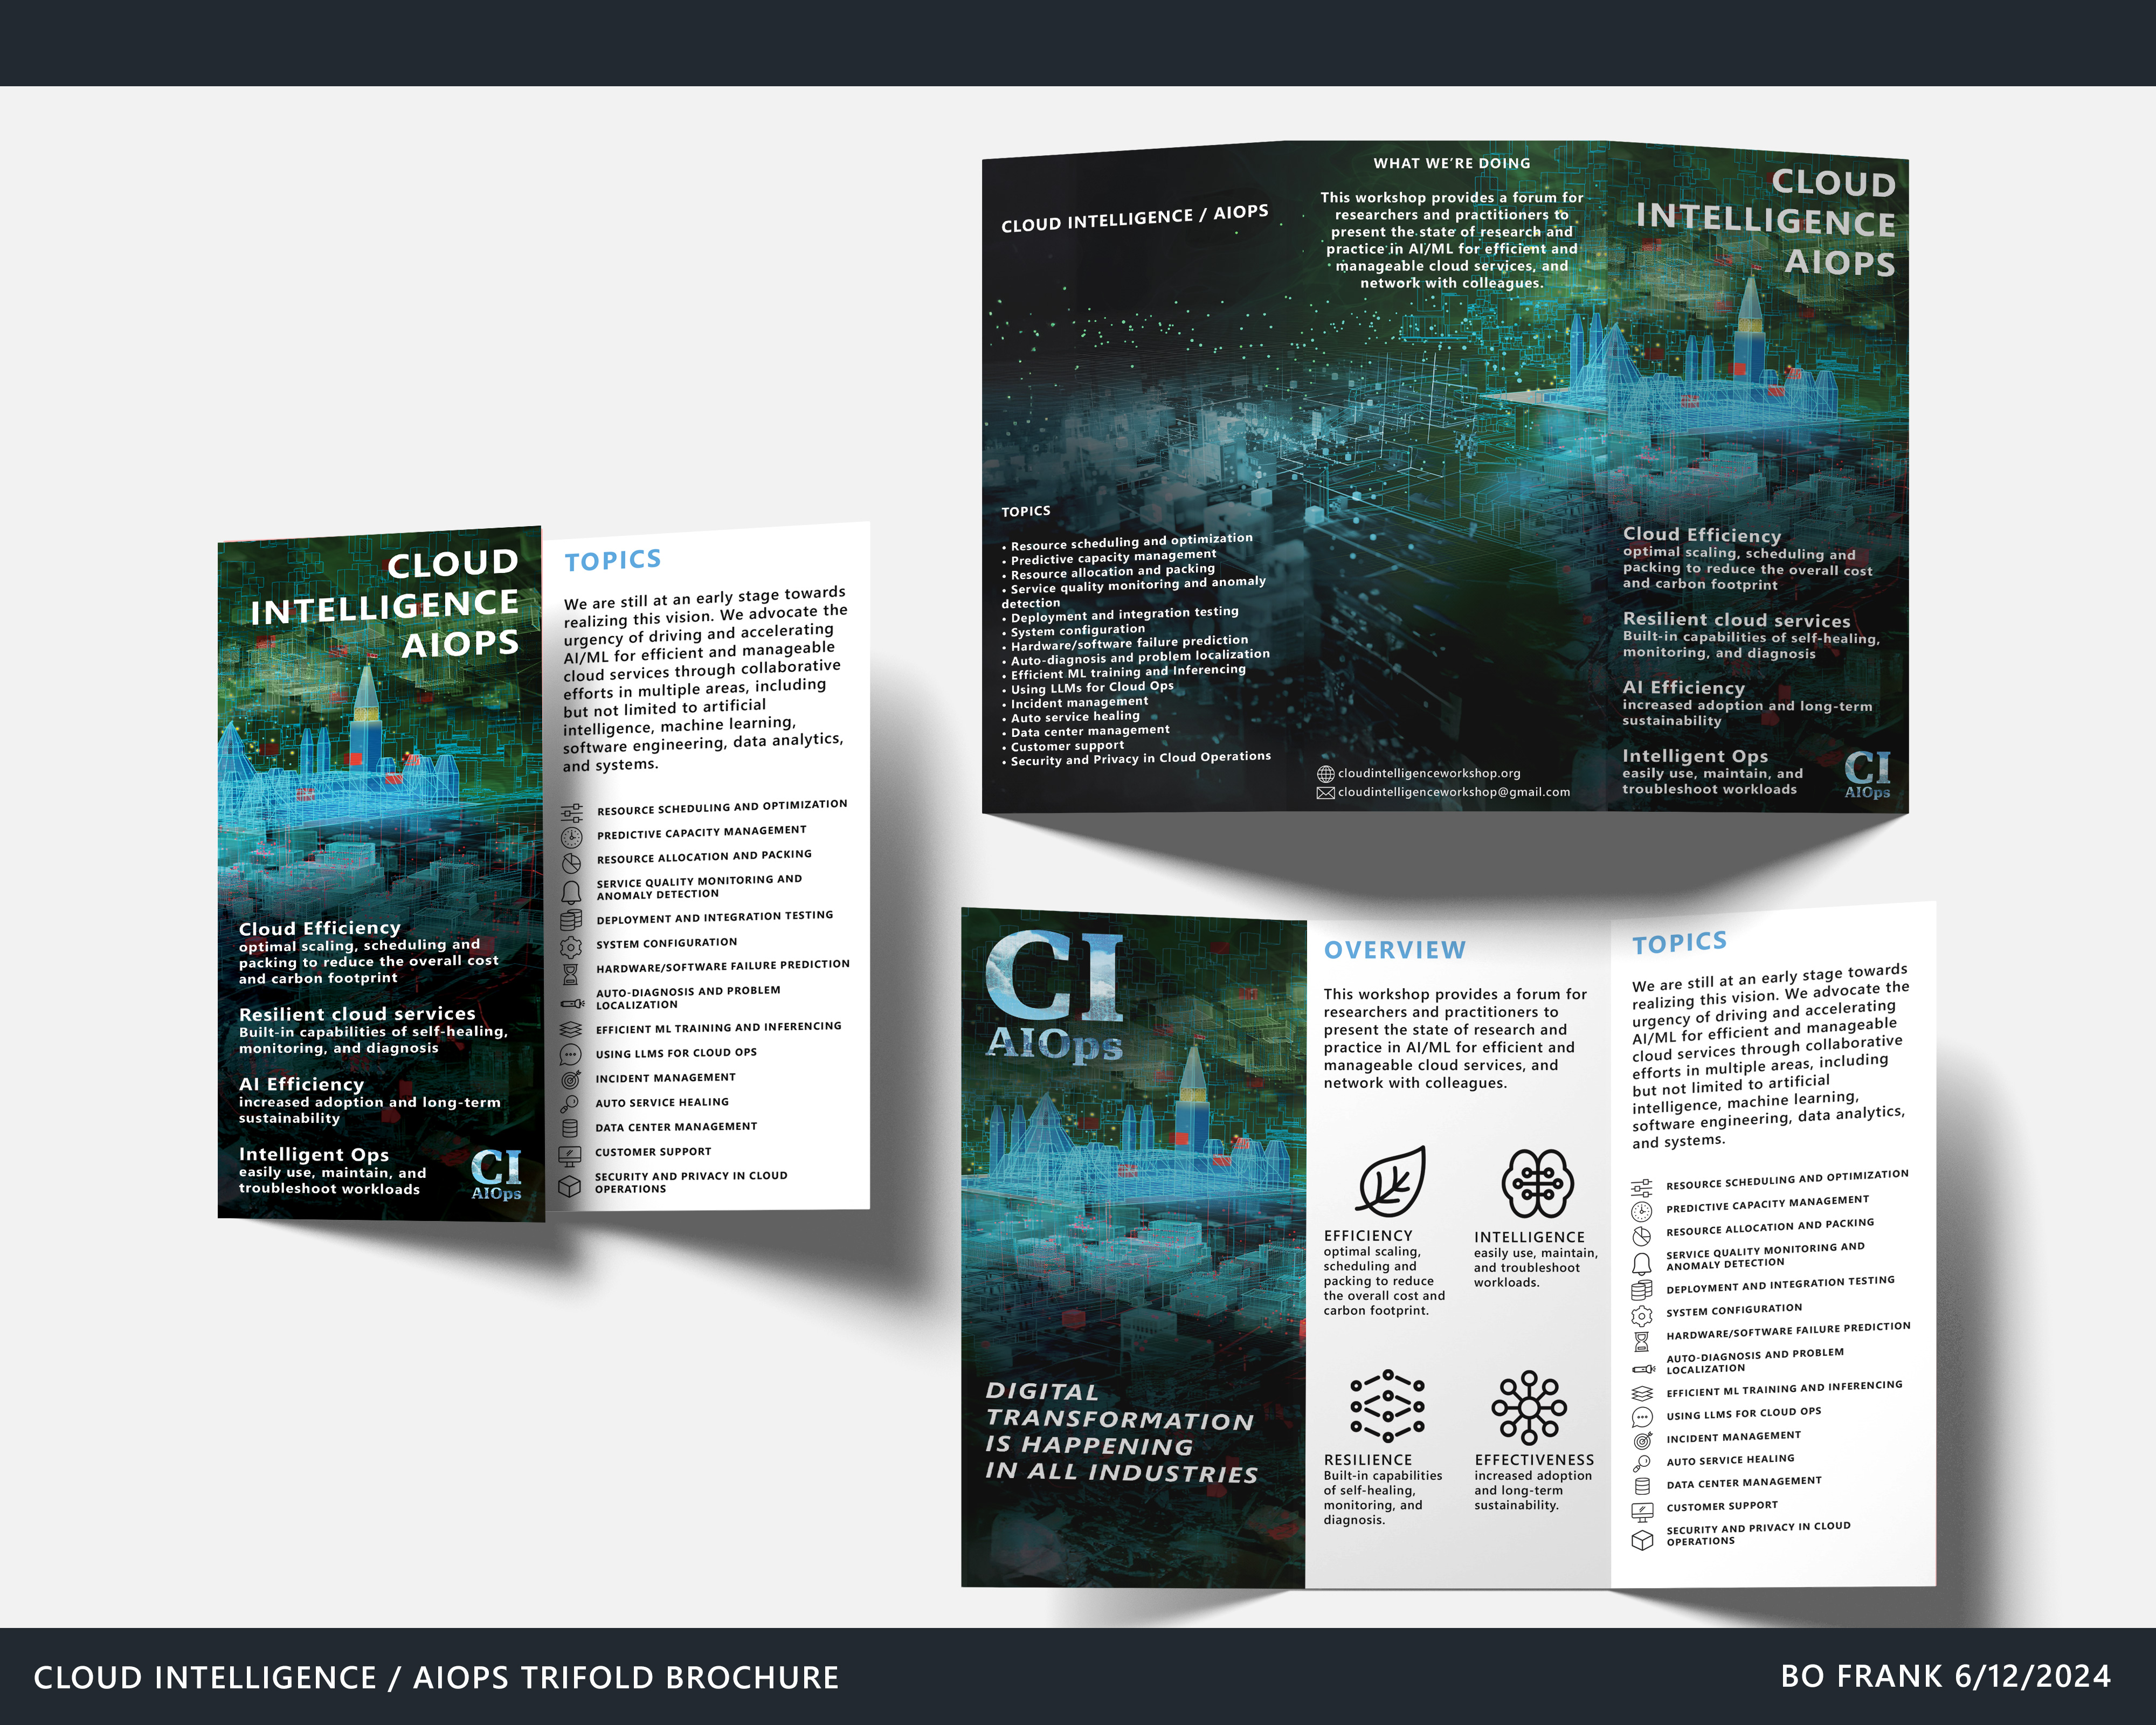 CLOUD
INTELLIGENCE
AIOPS
Cloud Efficiency
optimal scaling, scheduling and
packing to reduce the overall cost
and carbon footprint
Resilient cloud services
Built-in capabilities of self-healing,
monitoring, and diagnosis
AI Efficiency
increased adoption and long-term
sustainability
Intelligent Ops
easily use, maintain, and
troubleshoot workloads
CI
AIOps
TOPICS
We are still at an early stage towards
realizing this vision. We advocate the
urgency of driving and accelerating
AI/ML for efficient and manageable
cloud services through collaborative
efforts in multiple areas, including
but not limited to artificial
intelligence, machine learning,
software engineering, data analytics,
and systems.
RESOURCE SCHEDULING AND OPTIMIZATION
PREDICTIVE CAPACITY MANAGEMENT
RESOURCE ALLOCATION AND PACKING
SERVICE QUALITY MONITORING AND
ANOMALY DETECTION
DEPLOYMENT AND INTEGRATION TESTING
SYSTEM CONFIGURATION
HARDWARE/SOFTWARE FAILURE PREDICTION
AUTO-DIAGNOSIS AND PROBLEM
LOCALIZATION
EFFICIENT ML TRAINING AND INFERENCING
USING LLMS FOR CLOUD OPS
INCIDENT MANAGEMENT
AUTO SERVICE HEALING
DATA CENTER MANAGEMENT
CUSTOMER SUPPORT
SECURITY AND PRIVACY IN CLOUD
OPERATIONS
CLOUD INTELLIGENCE / AIOPS
TOPICS
• Resource scheduling and optimization
• Predictive capacity management
• Resource allocation and packing
• Service quality monitoring and anomaly
detection
• Deployment and integration testing
• System configuration
• Hardware/software failure prediction
• Auto-diagnosis and problem localization
• Efficient ML training and Inferencing
• Using LLMs for Cloud Ops
• Incident management
• Auto service healing
• Data center management
• Customer support
• Security and Privacy in Cloud Operations
WHAT WE'RE DOING
This workshop provides a forum for
researchers and practitioners to
present the state of research and
practice in AI/ML for efficient and
manageable cloud services, and
network with colleagues.
cloudintelligenceworkshop.org
cloudintelligenceworkshop@gmail.com
CLOUD
INTELLIGENCE
AIOPS
Cloud Efficiency
optimal scaling, scheduling and
packing to reduce the overall cost
and carbon footprint
Resilient cloud services
Built-in capabilities of self-healing,
monitoring, and diagnosis
AI Efficiency
increased adoption and long-term
sustainability
Intelligent Ops
easily use, maintain, and
troubleshoot workloads
CI
AIOps
CI
AIOps
DIGITAL
TRANSFORMATION
IS HAPPENING
IN ALL INDUSTRIES
OVERVIEW
This workshop provides a forum for
researchers and practitioners to
present the state of research and
practice in AI/ML for efficient and
manageable cloud services, and
network with colleagues.
EFFICIENCY
optimal scaling,
scheduling and
packing to reduce
the overall cost and
carbon footprint.
INTELLIGENCE
easily use, maintain,
and troubleshoot
workloads.
RESILIENCE
Built-in capabilities
of self-healing,
monitoring, and
diagnosis.
EFFECTIVENESS
increased adoption
and long-term
sustainability.
TOPICS
We are still at an early stage towards
realizing this vision. We advocate the
urgency of driving and accelerating
AI/ML for efficient and manageable
cloud services through collaborative
efforts in multiple areas, including
but not limited to artificial
intelligence, machine learning,
software engineering, data analytics,
and systems.
RESOURCE SCHEDULING AND OPTIMIZATION
PREDICTIVE CAPACITY MANAGEMENT
RESOURCE ALLOCATION AND PACKING
SERVICE QUALITY MONITORING AND
ANOMALY DETECTION
DEPLOYMENT AND INTEGRATION TESTING
SYSTEM CONFIGURATION
HARDWARE/SOFTWARE FAILURE PREDICTION
AUTO-DIAGNOSIS AND PROBLEM
LOCALIZATION
EFFICIENT ML TRAINING AND INFERENCING
USING LLMS FOR CLOUD OPS
INCIDENT MANAGEMENT
AUTO SERVICE HEALING
DATA CENTER MANAGEMENT
CUSTOMER SUPPORT
SECURITY AND PRIVACY IN CLOUD
OPERATIONS
CLOUD INTELLIGENCE / AIOPS TRIFOLD BROCHURE
BO FRANK 6/12/2024